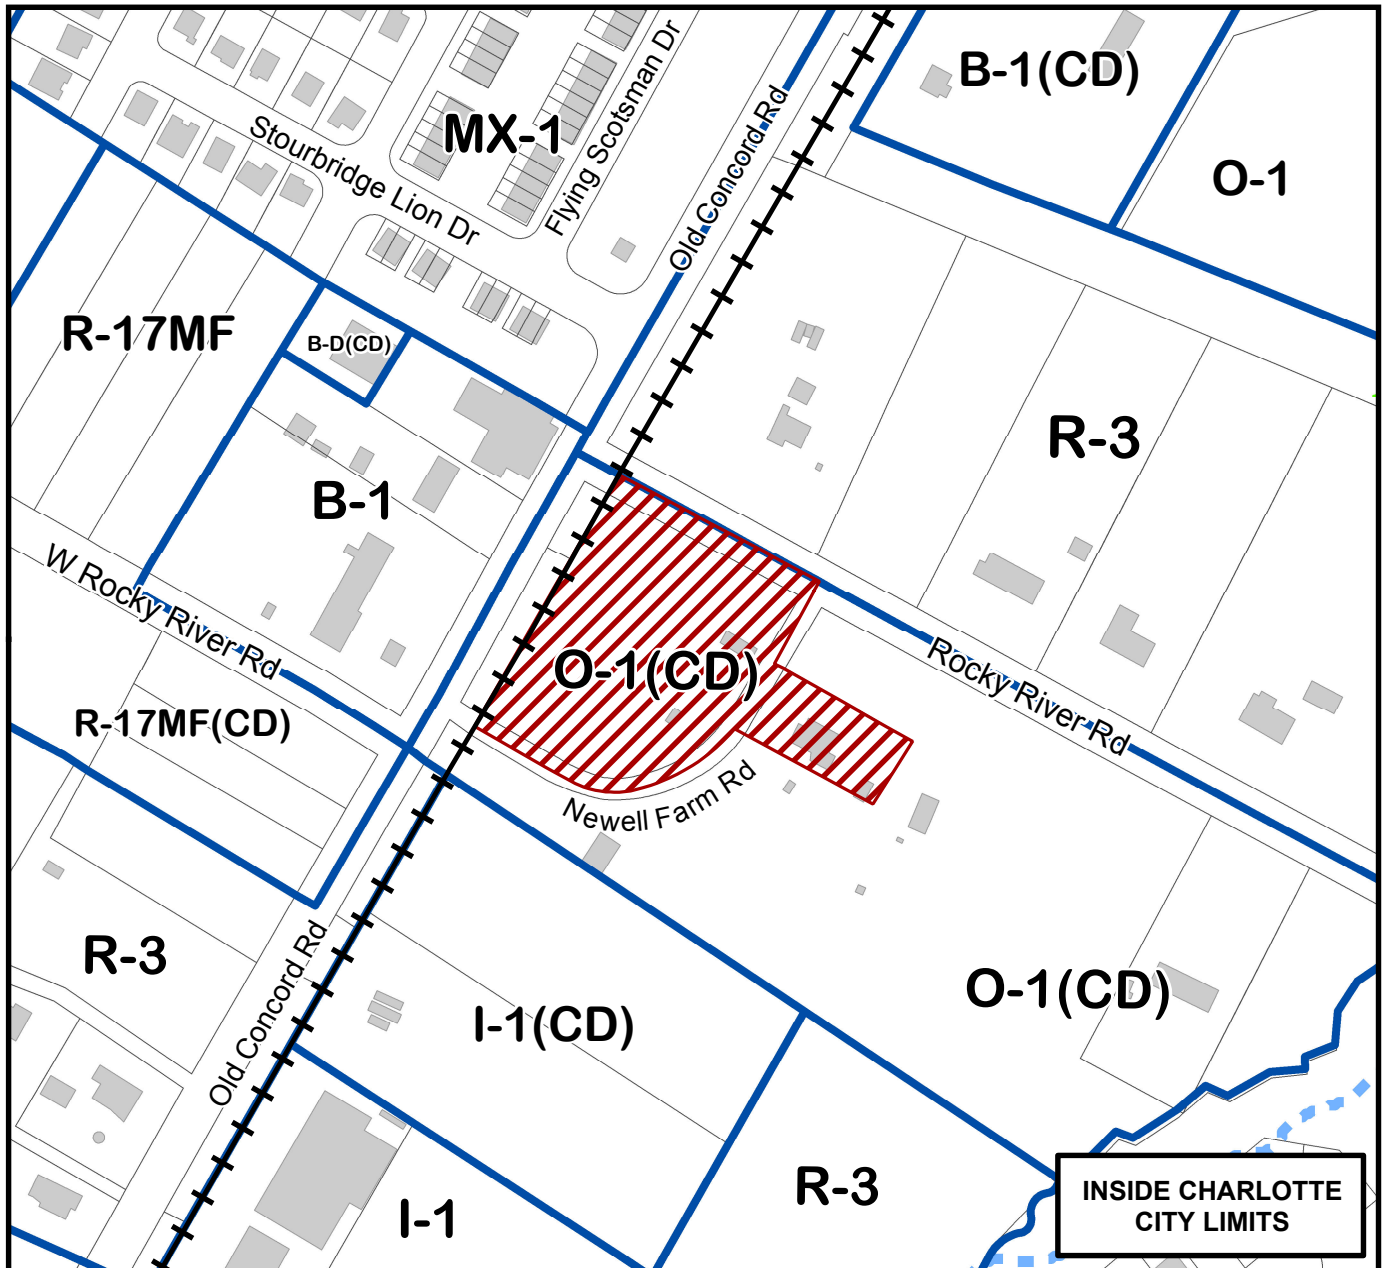 B-1(CD)
MX-1
Flying Scotsman Dr
Old Concord Rd
Stourbridge Lion Dr
O-1
R-17MF
B-D(CD)
R-3
B-1
W Rocky River Rd
O-1(CD)
Rocky River Rd
R-17MF(CD)
Newell Farm Rd
R-3
Old Concord Rd
O-1(CD)
I-1(CD)
R-3
I-1
INSIDE CHARLOTTE
CITY LIMITS